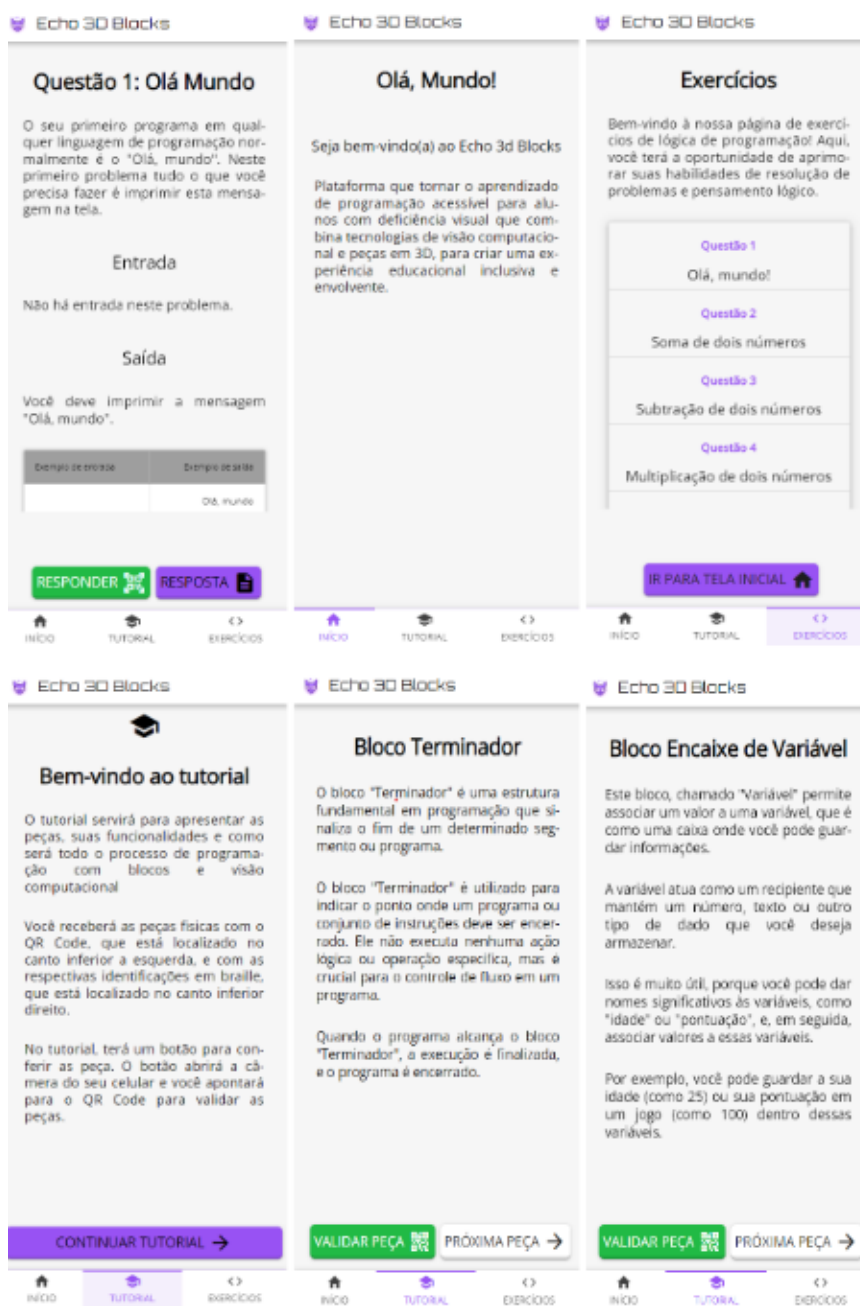 Echo 3D Blocks
Questão 1: Olá Mundo
O seu primeiro programa em qual-
quer linguagem de programação nor-
malmente é o "Olá, mundo". Neste
primeiro problema tudo o que você
precisa fazer é imprimir esta mensa-
gem na tela.
Entrada
Não há entrada neste problema.
Saída
Você deve imprimir a mensagem
"Olá, mundo".
Exemplo de entrada Exemplo de saída
Olá, mundo
RESPONDER RESPOSTA
INÍCIO TUTORIAL EXERCÍCIOS
Echo 3D Blocks
Olá, Mundo!
Seja bem-vindo(a) ao Echo 3d Blocks
Plataforma que tornar o aprendizado
de programação acessível para alu-
nos com deficiência visual que com-
bina tecnologias de visão computacio-
nal e peças em 3D, para criar uma ex-
periência educacional inclusiva e
envolvente.
INÍCIO TUTORIAL EXERCÍCIOS
Echo 3D Blocks
Exercícios
Bem-vindo à nossa página de exercí-
cios de lógica de programação! Aqui,
você terá a oportunidade de aprimo-
rar suas habilidades de resolução de
problemas e pensamento lógico.
Questão 1
Olá, mundo!
Questão 2
Soma de dois números
Questão 3
Subtração de dois números
Questão 4
Multiplicação de dois números
IR PARA TELA INICIAL
INÍCIO TUTORIAL EXERCÍCIOS
Echo 3D Blocks
Bem-vindo ao tutorial
O tutorial servirá para apresentar as
peças, suas funcionalidades e como
será todo o processo de programa-
ção com blocos e visão
computacional
Você receberá as peças físicas com o
QR Code, que está localizado no
canto inferior a esquerda, e com as
respectivas identificações em braille,
que está localizado no canto inferior
direito.
No tutorial, terá um botão para con-
ferir as peça. O botão abrirá a câ-
mera do seu celular e você apontará
para o QR Code para validar as
peças.
CONTINUAR TUTORIAL
INÍCIO TUTORIAL EXERCÍCIOS
Echo 3D Blocks
Bloco Terminador
O bloco "Terminador" é uma estrutura
fundamental em programação que si-
naliza o fim de um determinado seg-
mento ou programa.
O bloco "Terminador" é utilizado para
indicar o ponto onde um programa ou
conjunto de instruções deve ser encer-
rado. Ele não executa nenhuma ação
lógica ou operação específica, mas é
crucial para o controle de fluxo em um
programa.
Quando o programa alcança o bloco
"Terminador", a execução é finalizada,
e o programa é encerrado.
VALIDAR PEÇA PRÓXIMA PEÇA
INÍCIO TUTORIAL EXERCÍCIOS
Echo 3D Blocks
Bloco Encaixe de Variável
Este bloco, chamado "Variável" permite
associar um valor a uma variável, que é
como uma caixa onde você pode guar-
dar informações.
A variável atua como um recipiente que
mantém um número, texto ou outro
tipo de dado que você deseja
armazenar.
Isso é muito útil, porque você pode dar
nomes significativos às variáveis, como
"idade" ou "pontuação", e, em seguida,
associar valores a essas variáveis.
Por exemplo, você pode guardar a sua
idade (como 25) ou sua pontuação em
um jogo (como 100) dentro dessas
variáveis.
VALIDAR PEÇA PRÓXIMA PEÇA
INÍCIO TUTORIAL EXERCÍCIOS